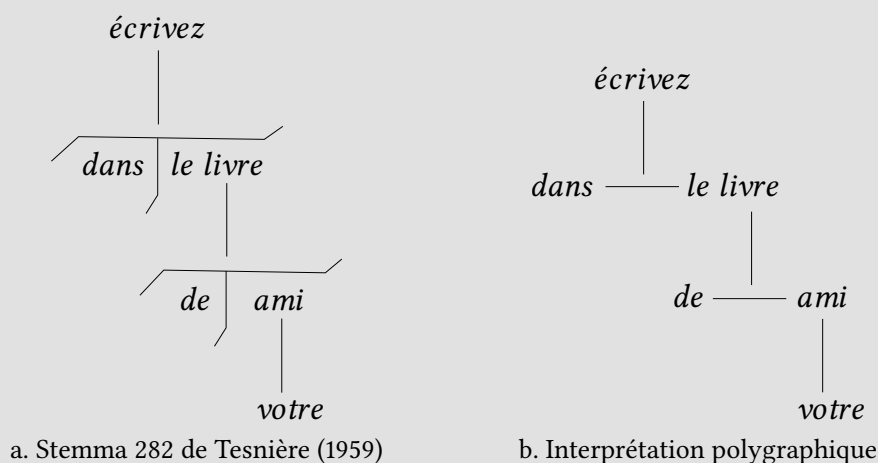 écrivez
dans le livre
de ami
votre
a. Stemma 282 de Tesnière (1959)
écrivez
dans le livre
de ami
votre
b. Interprétation polygraphique